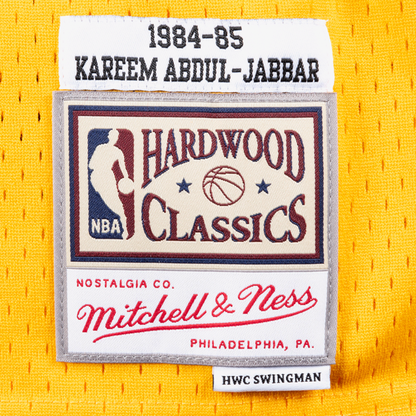 1984-85
KAREEM ABDUL-JABBAR
HARDWOOD
NBA
CLASSICS
NOSTALGIA CO.
Mitchell & Ness
PHILADELPHIA, PA.
HWC SWINGMAN